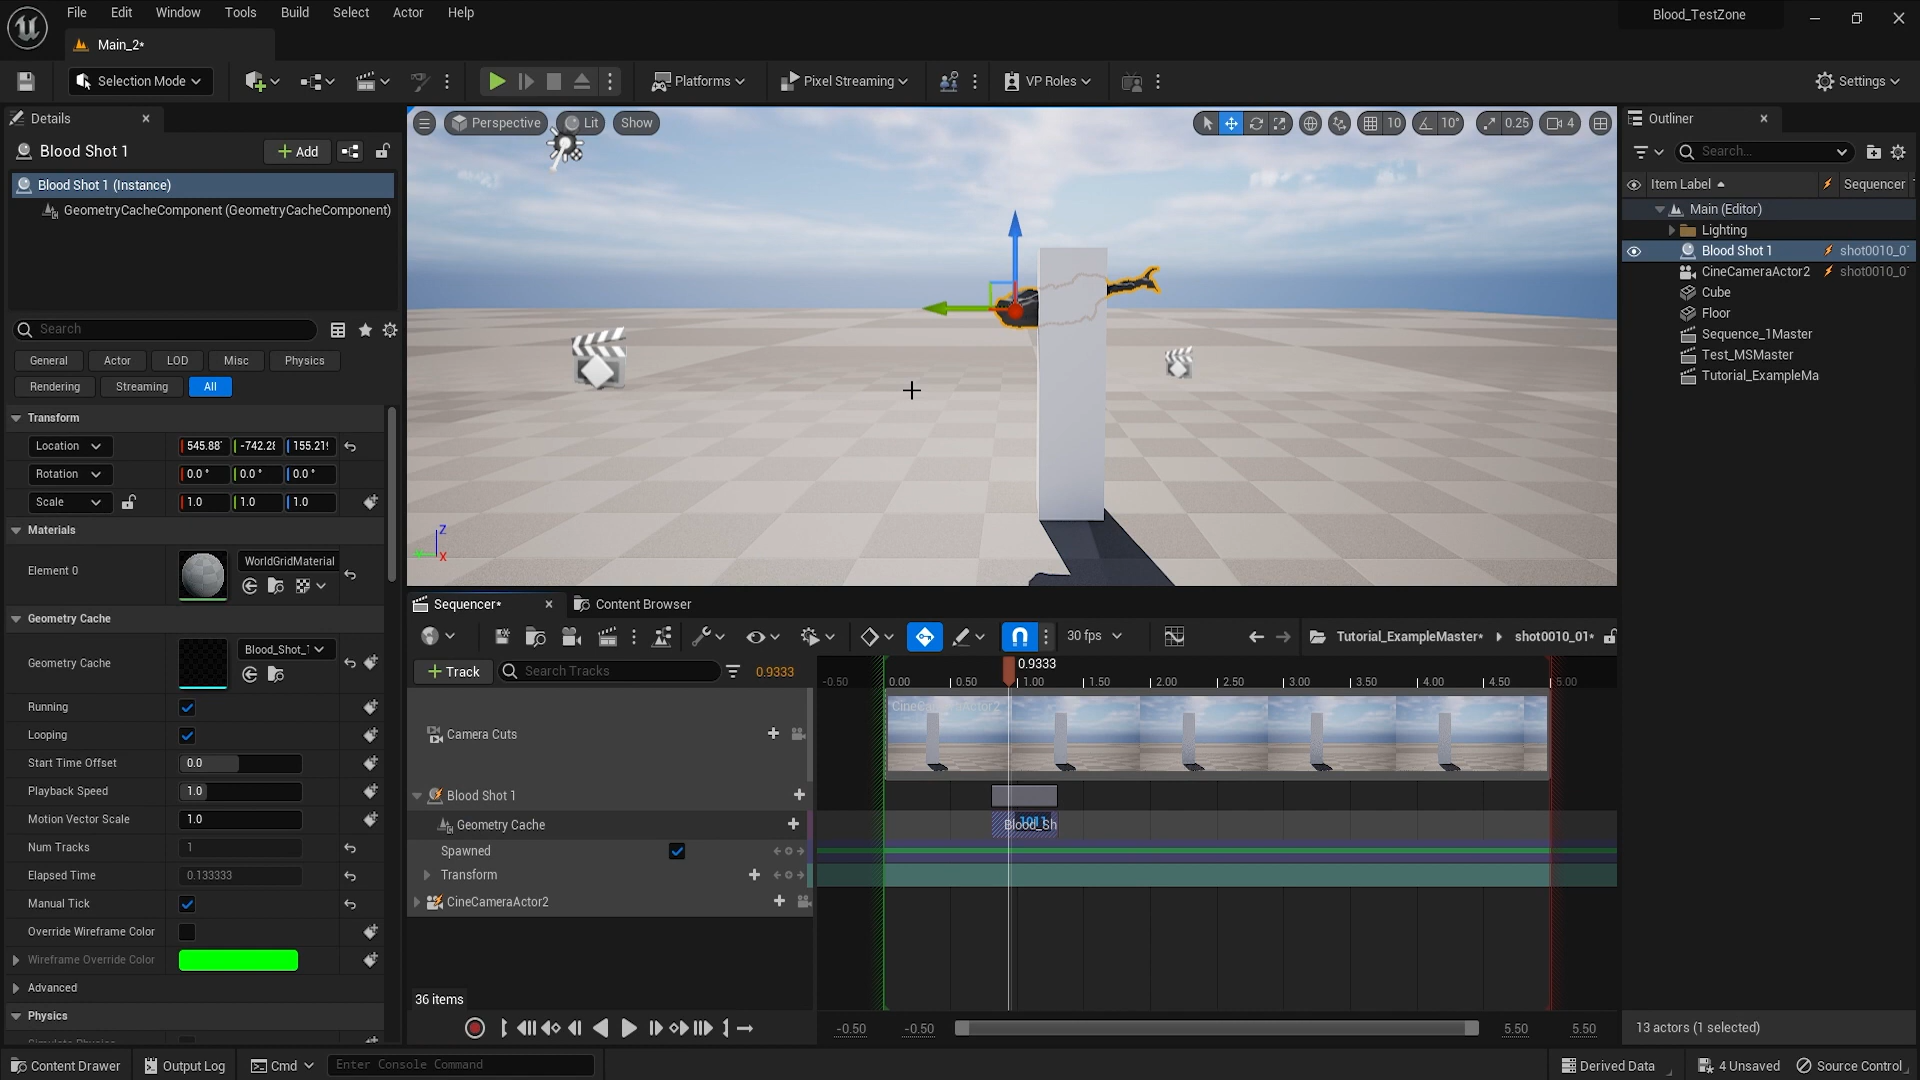 File Edit Window Tools Build Select Actor Help
Blood_TestZone
Main_2*
Selection Mode
Platforms
Pixel Streaming
VP Roles
Settings
Details
Blood Shot 1
Add
Blood Shot 1 (Instance)
GeometryCacheComponent (GeometryCacheComponent)
Search
General Actor LOD Misc Physics
Rendering Streaming All
Transform
Location 545.88 -742.28 155.21
Rotation 0.0 ° 0.0 ° 0.0 °
Scale 1.0 1.0 1.0
Materials
Element 0 WorldGridMaterial
Geometry Cache
Geometry Cache Blood_Shot_1
Running
Looping
Start Time Offset 0.0
Playback Speed 1.0
Motion Vector Scale 1.0
Num Tracks 1
Elapsed Time 0.133333
Manual Tick
Override Wireframe Color
Wireframe Override Color
Advanced
Physics
Perspective Lit Show
10 10° 0.25 4
Z
X
Sequencer* Content Browser
30 fps
Tutorial_ExampleMaster* shot0010_01*
Track Search Tracks 0.9333
0.9333
-0.50 0.00 0.50 1.00 1.50 2.00 2.50 3.00 3.50 4.00 4.50 5.00
Camera Cuts
CineCameraActor2
Blood Shot 1
Geometry Cache
Blood_Sh
Spawned
Transform
CineCameraActor2
36 items
-0.50 -0.50 5.50 5.50
Outliner
Search...
Item Label Sequencer
Main (Editor)
Lighting
Blood Shot 1 shot0010_0
CineCameraActor2 shot0010_0
Cube
Floor
Sequence_1Master
Test_MSMaster
Tutorial_ExampleMa
13 actors (1 selected)
Content Drawer Output Log Cmd Enter Console Command
Derived Data 4 Unsaved Source Control